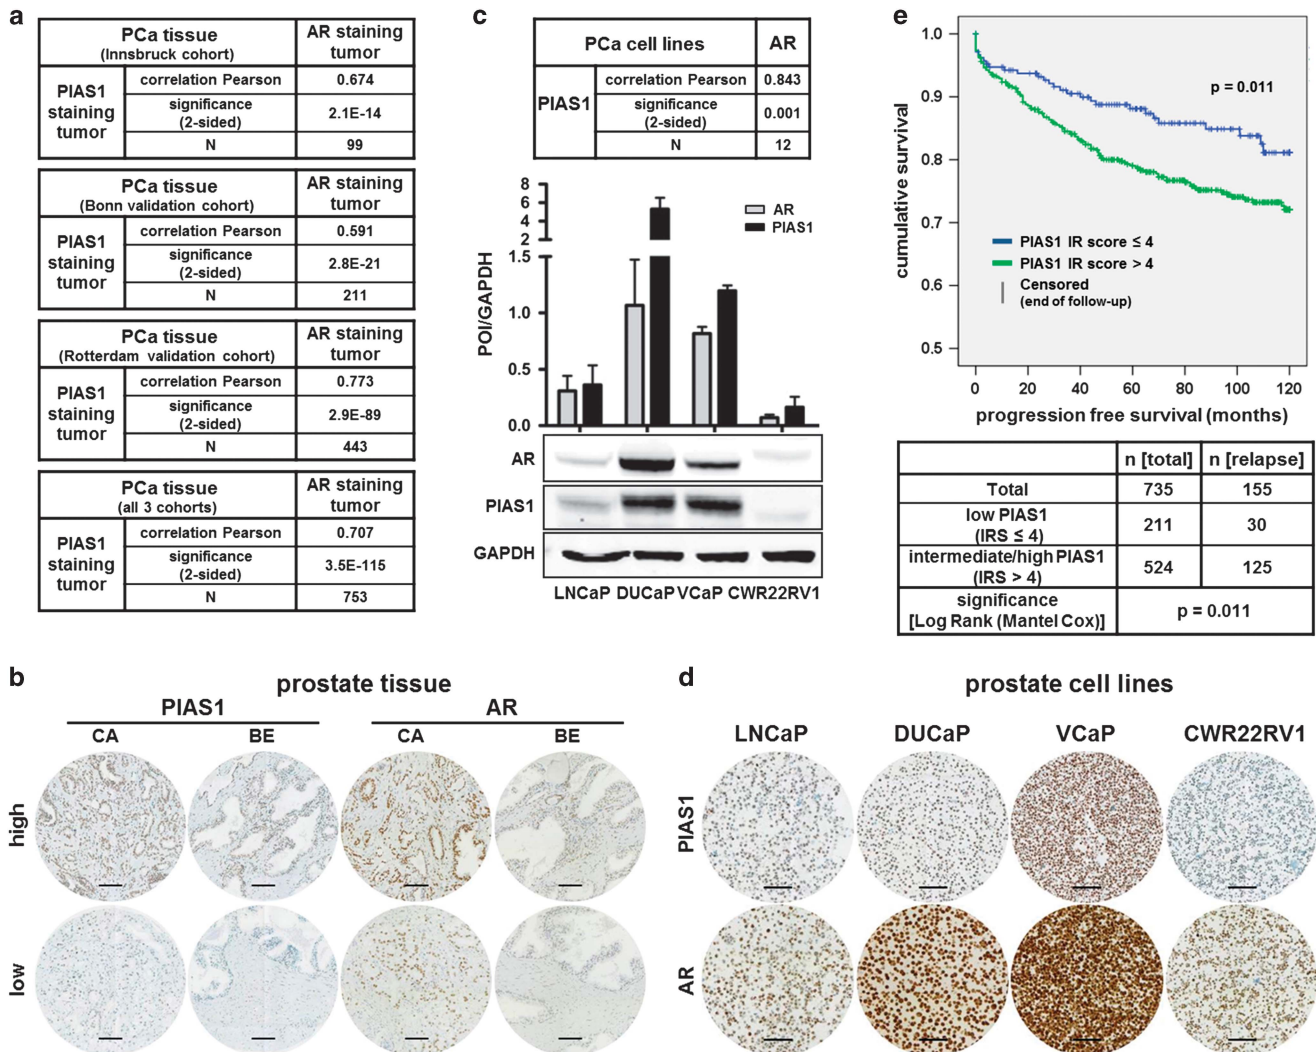 a
PCa tissue
(Innsbruck cohort)
AR staining
tumor
PIAS1
staining
tumor
correlation Pearson
0.674
significance
(2-sided)
2.1E-14
N
99
PCa tissue
(Bonn validation cohort)
AR staining
tumor
PIAS1
staining
tumor
correlation Pearson
0.591
significance
(2-sided)
2.8E-21
N
211
PCa tissue
(Rotterdam validation cohort)
AR staining
tumor
PIAS1
staining
tumor
correlation Pearson
0.773
significance
(2-sided)
2.9E-89
N
443
PCa tissue
(all 3 cohorts)
AR staining
tumor
PIAS1
staining
tumor
correlation Pearson
0.707
significance
(2-sided)
3.5E-115
N
753
c
PCa cell lines
AR
PIAS1
correlation Pearson
0.843
significance
(2-sided)
0.001
N
12
8
6
4
2
1.5
1.0
0.5
0.0
POI/GAPDH
AR
PIAS1
AR
PIAS1
GAPDH
LNCaP DUCaP VCaP CWR22RV1
e
1.0
0.9
0.8
0.7
0.6
0.5
cumulative survival
p = 0.011
PIAS1 IR score ≤ 4
PIAS1 IR score > 4
Censored
(end of follow-up)
0 20 40 60 80 100 120
progression free survival (months)
n [total] n [relapse]
Total 735 155
low PIAS1
(IRS ≤ 4)
211 30
intermediate/high PIAS1
(IRS > 4)
524 125
significance
[Log Rank (Mantel Cox)]
p = 0.011
b
prostate tissue
PIAS1 AR
CA BE CA BE
high
low
d
prostate cell lines
LNCaP DUCaP VCaP CWR22RV1
PIAS1
AR